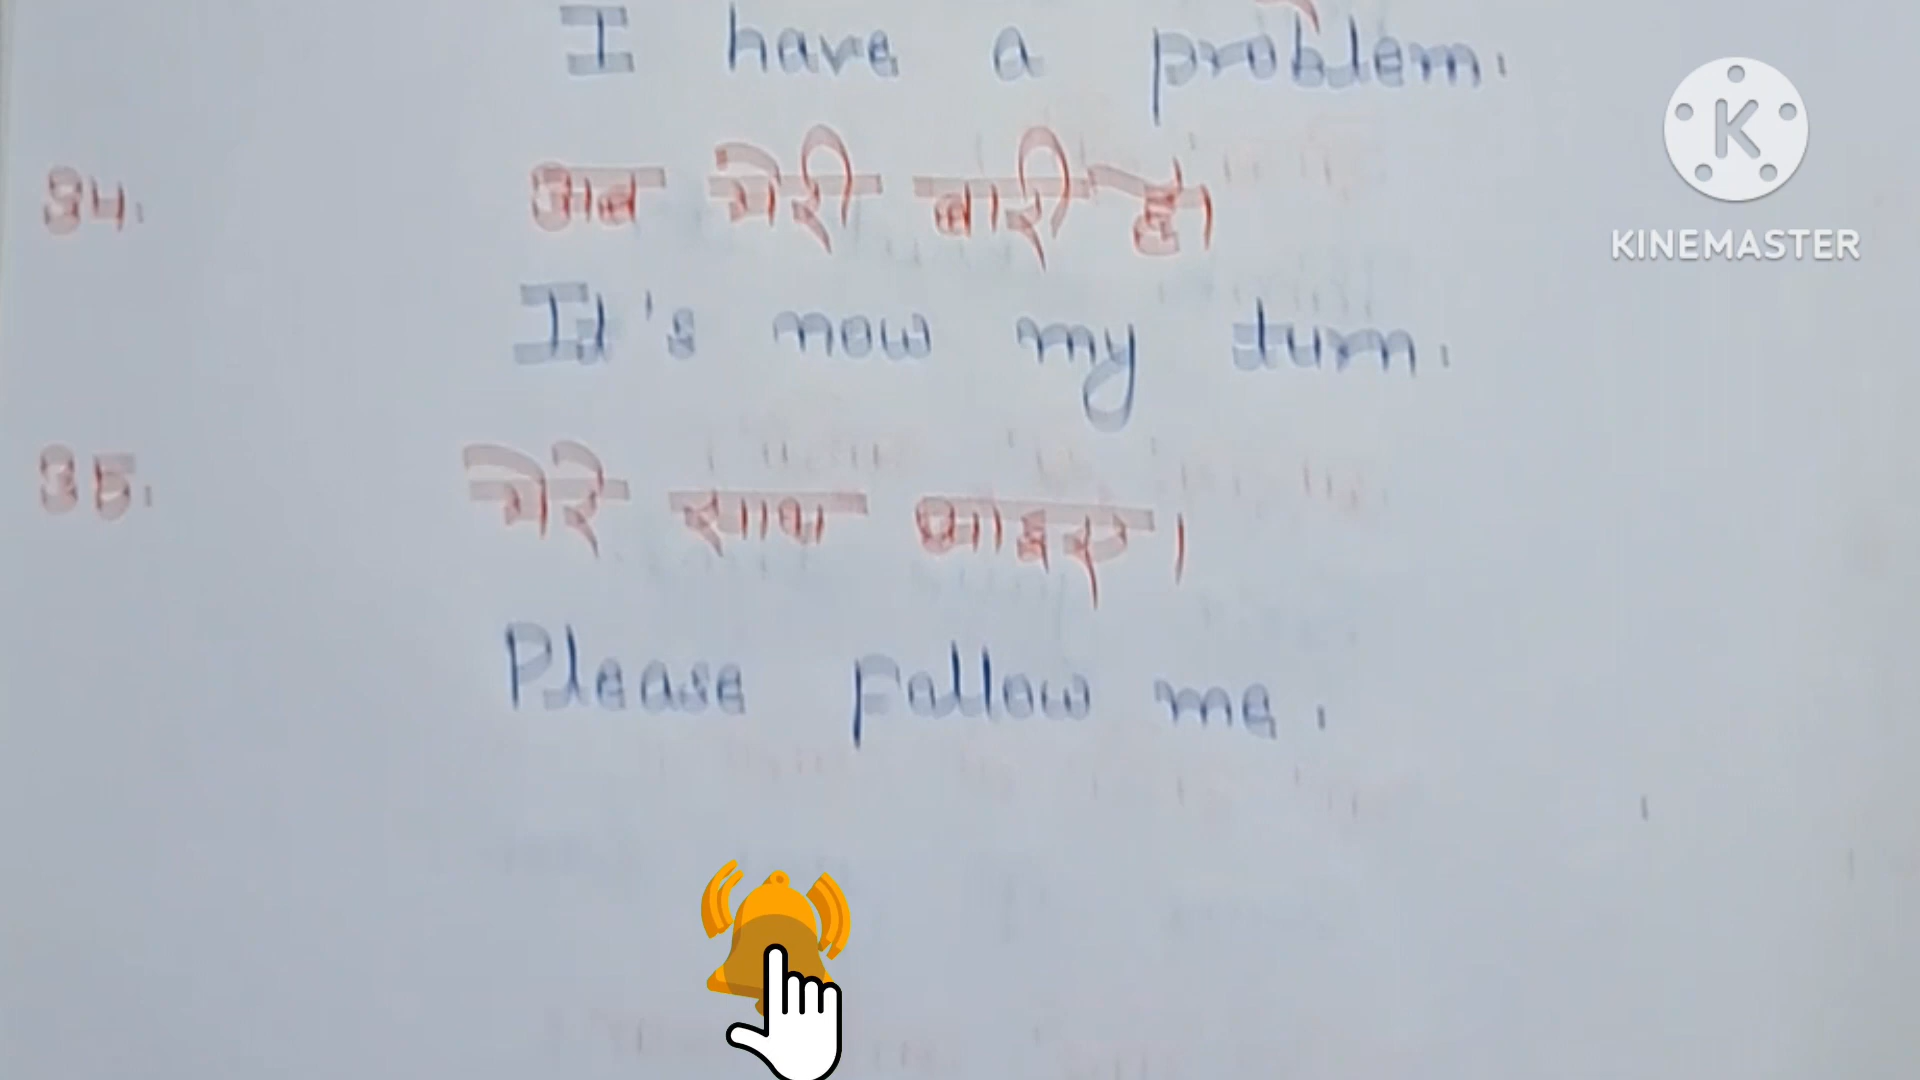 I have a problem.
34. अब मेरी बारी है।
It's now my turn.
35. मेरे साथ आइए।
Please follow me.
K
KINEMASTER